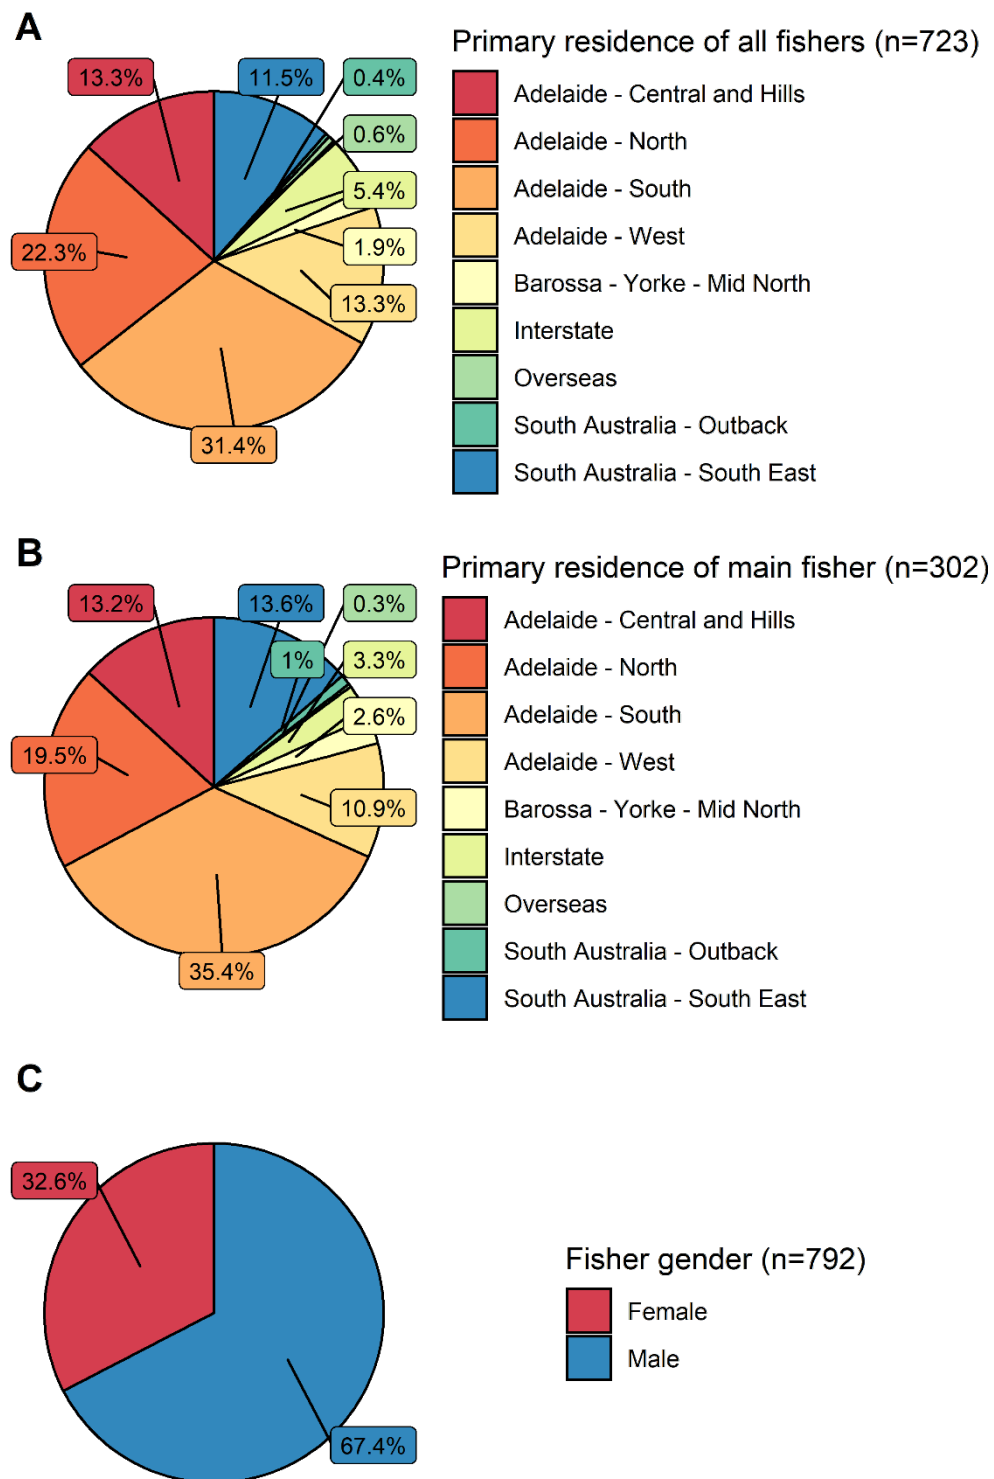 A
Primary residence of all fishers (n=723)
13.3%
11.5%
0.4%
0.6%
5.4%
1.9%
22.3%
13.3%
31.4%
Adelaide - Central and Hills
Adelaide - North
Adelaide - South
Adelaide - West
Barossa - Yorke - Mid North
Interstate
Overseas
South Australia - Outback
South Australia - South East
B
Primary residence of main fisher (n=302)
13.2%
13.6%
0.3%
1%
3.3%
2.6%
19.5%
10.9%
35.4%
Adelaide - Central and Hills
Adelaide - North
Adelaide - South
Adelaide - West
Barossa - Yorke - Mid North
Interstate
Overseas
South Australia - Outback
South Australia - South East
C
32.6%
67.4%
Fisher gender (n=792)
Female
Male